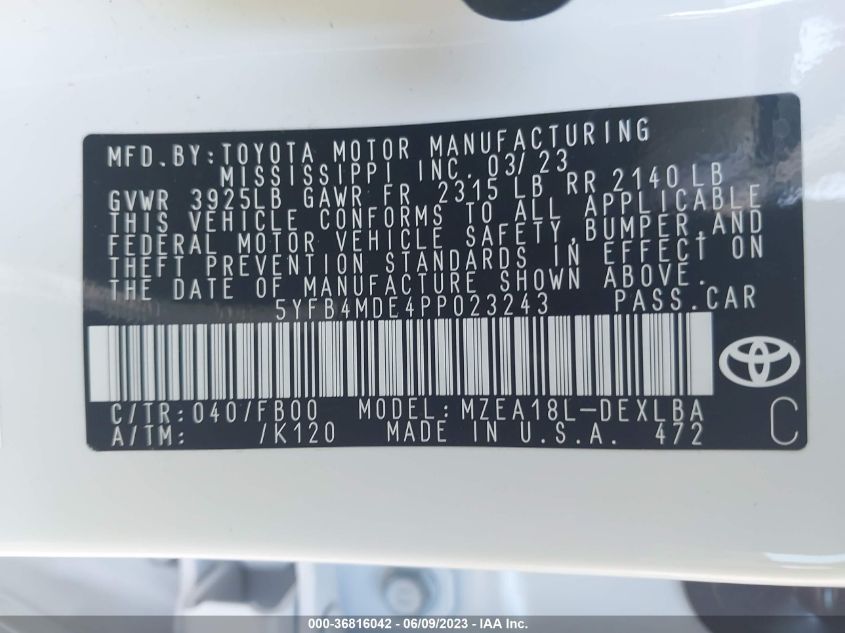 MFD.BY:TOYOTA MOTOR MANUFACTURING
MISSISSIPPI INC. 03/23
GVWR 3925LB GAWR FR 2315 LB RR 2140 LB
THIS VEHICLE CONFORMS TO ALL APPLICABLE
FEDERAL MOTOR VEHICLE SAFETY,BUMPER,AND
THEFT PREVENTION STANDARDS IN EFFECT ON
THE DATE OF MANUFACTURE SHOWN ABOVE.
5YFB4MDE4PP023243 PASS.CAR
C/TR:040/FB00 MODEL:MZEA18L-DEXLBA
A/TM: /K120 MADE IN U.S.A. 472 C
000-36816042 - 06/09/2023 - IAA Inc.